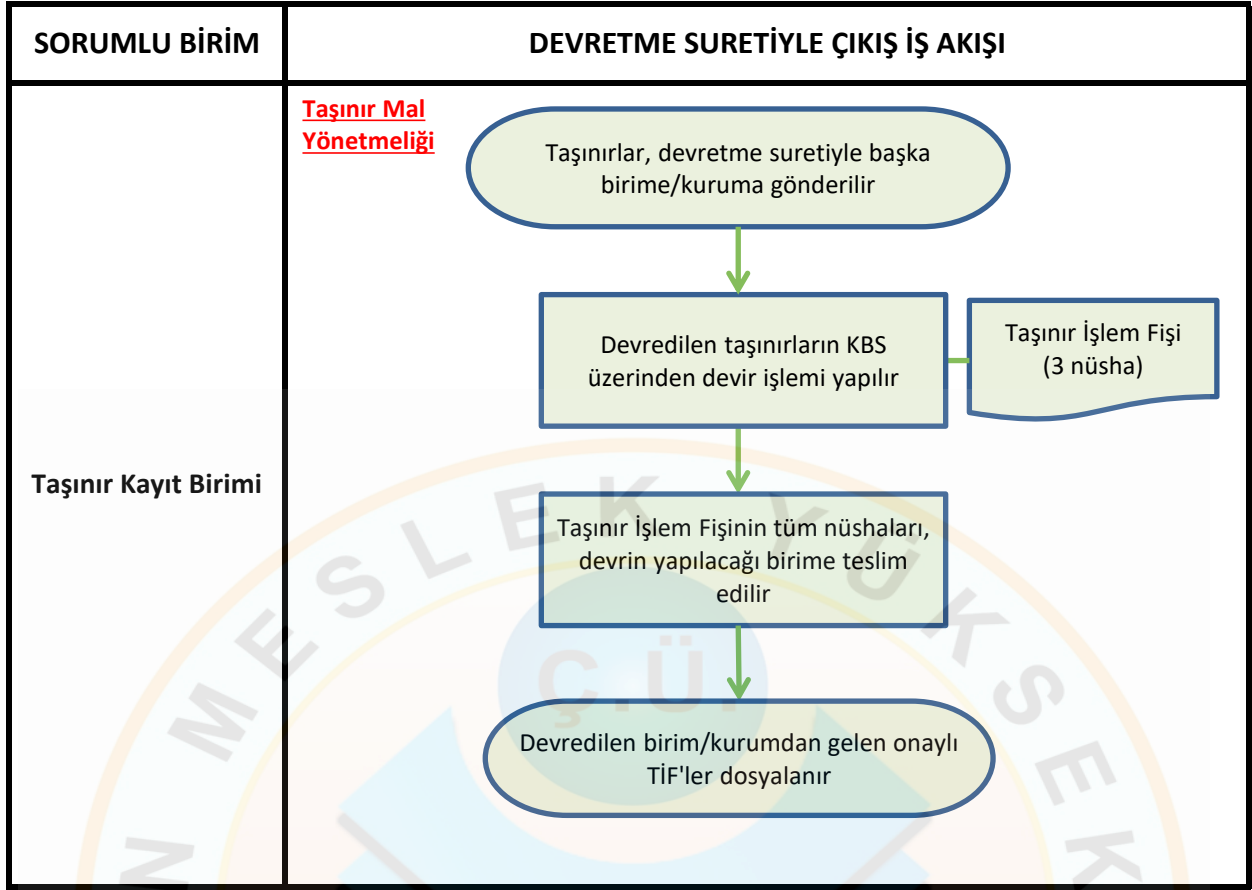 SORUMLU BİRİM
DEVRETME SURETİYLE ÇIKIŞ İŞ AKIŞI
Taşınır Kayıt Birimi
Taşınır Mal
Yönetmeliği
Taşınırlar, devretme suretiyle başka
birime/kuruma gönderilir
Devredilen taşınırların KBS
üzerinden devir işlemi yapılır
Taşınır İşlem Fişi
(3 nüsha)
Taşınır İşlem Fişinin tüm nüshaları,
devrin yapılacağı birime teslim
edilir
Devredilen birim/kurumdan gelen onaylı
TİF'ler dosyalanır
N MESLEK YÜKSEK
Ç.Ü.